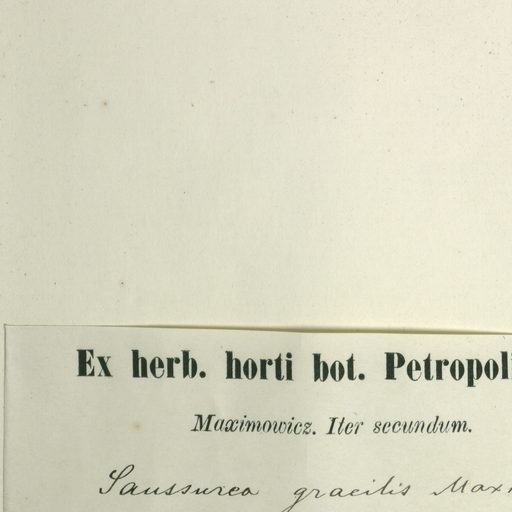 Ex herb. horti bot. Petropoli
Maximowicz. Iter secundum.
Saussurea gracilis Max